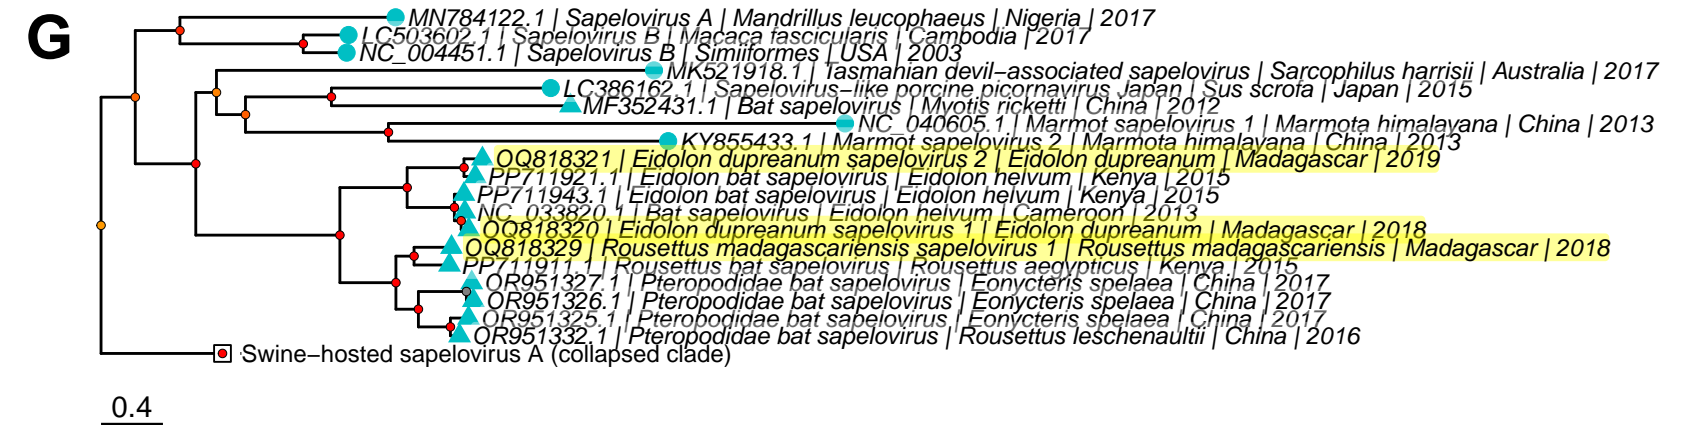 G
MN784122.1 | Sapelovirus A | Mandrillus leucophaeus | Nigeria | 2017
LC503602.1 | Sapelovirus B | Macaca fascicularis | Cambodia | 2017
NC_004451.1 | Sapelovirus B | Simiiformes | USA | 2003
MK521918.1 | Tasmanian devil−associated sapelovirus | Sarcophilus harrisii | Australia | 2017
LC386162.1 | Sapelovirus−like porcine picornavirus Japan | Sus scrofa | Japan | 2015
MF352431.1 | Bat sapelovirus | Myotis ricketti | China | 2012
NC_040605.1 | Marmot sapelovirus 1 | Marmota himalayana | China | 2013
KY855433.1 | Marmot sapelovirus 2 | Marmota himalayana | China | 2013
OQ818321 | Eidolon dupreanum sapelovirus 2 | Eidolon dupreanum | Madagascar | 2019
PP711921.1 | Eidolon bat sapelovirus | Eidolon helvum | Kenya | 2015
PP711943.1 | Eidolon bat sapelovirus | Eidolon helvum | Kenya | 2015
NC_033820.1 | Bat sapelovirus | Eidolon helvum | Cameroon | 2013
OQ818320 | Eidolon dupreanum sapelovirus 1 | Eidolon dupreanum | Madagascar | 2018
OQ818329 | Rousettus madagascariensis sapelovirus 1 | Rousettus madagascariensis | Madagascar | 2018
PP711911.1 | Rousettus bat sapelovirus | Rousettus aegypticus | Kenya | 2015
OR951327.1 | Pteropodidae bat sapelovirus | Eonycteris spelaea | China | 2017
OR951326.1 | Pteropodidae bat sapelovirus | Eonycteris spelaea | China | 2017
OR951325.1 | Pteropodidae bat sapelovirus | Eonycteris spelaea | China | 2017
OR951332.1 | Pteropodidae bat sapelovirus | Rousettus leschenaultii | China | 2016
Swine−hosted sapelovirus A (collapsed clade)
0.4